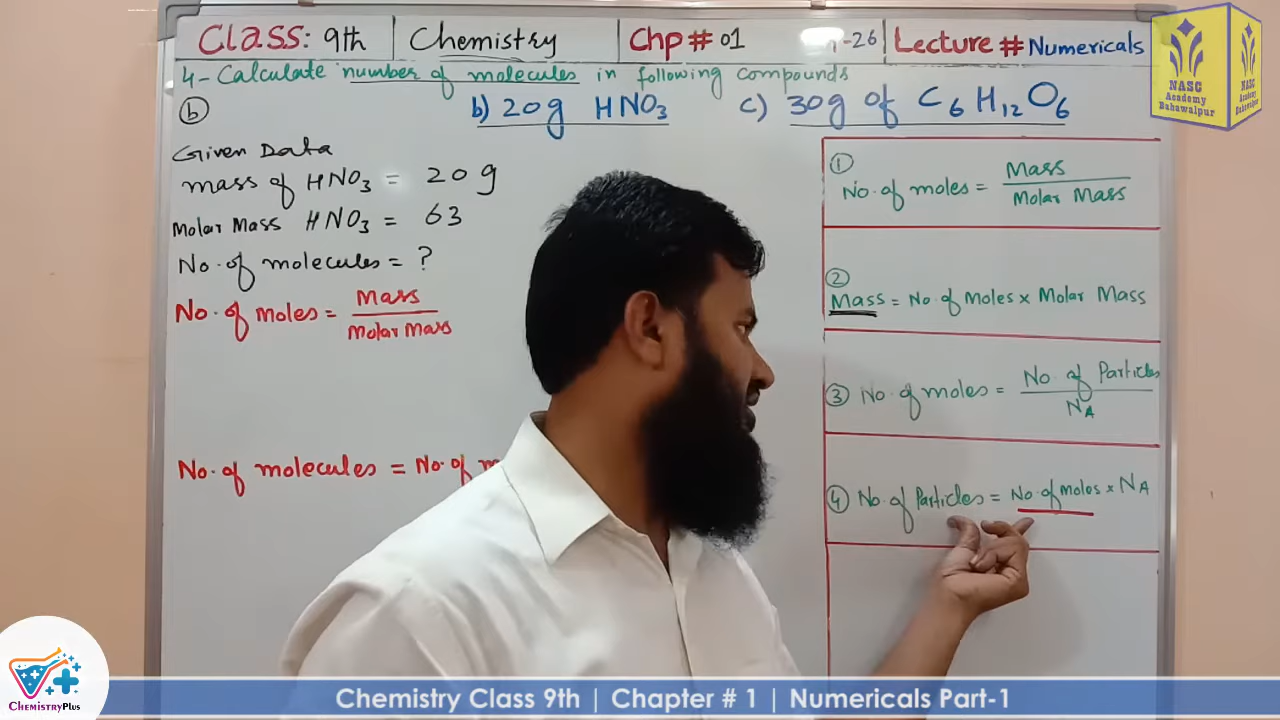 Class: 9th
Chemistry
Chp # 01
-26
Lecture # Numericals
4- Calculate number of molecules in following compounds
b
b) 20g HNO3
c) 30g of C6H12O6
Given Data
mass of HNO3 = 20 g
Molar Mass HNO3 = 63
No. of molecules = ?
No. of moles = Mass
Molar Mass
No. of molecules = No. of m
1
No. of moles = Mass
Molar Mass
2
Mass = No. of Moles × Molar Mass
3 No. of moles = No. of Particles
NA
4 No. of Particles = No. of Moles × NA
NASG
Academy
Bahawalpur
NASG
Academy
Bahawalpur
ChemistryPlus
Chemistry Class 9th | Chapter # 1 | Numericals Part-1